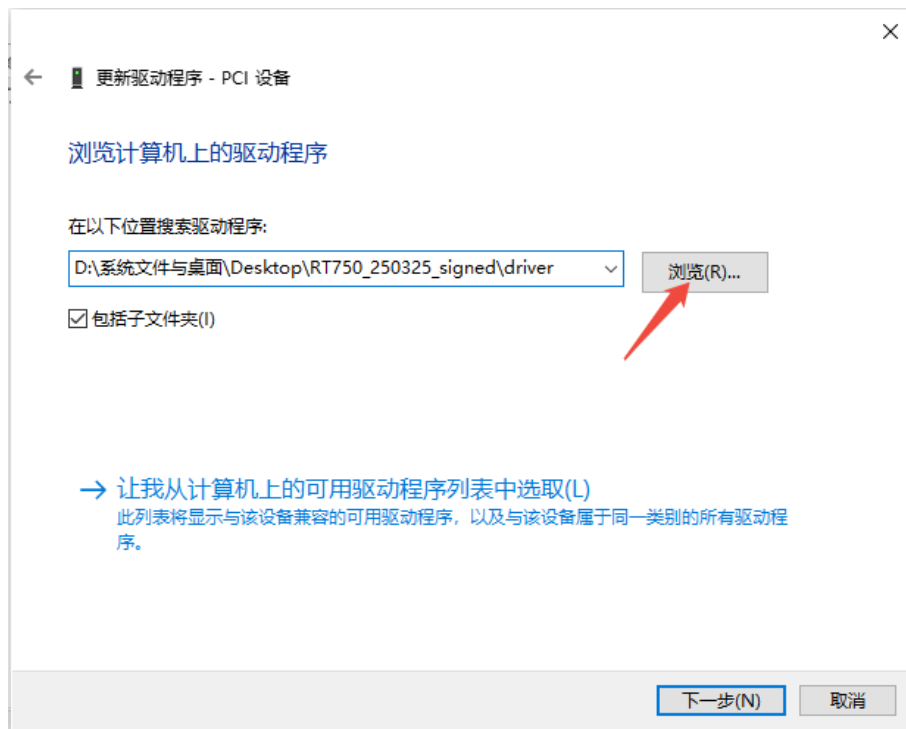 更新驱动程序 - PCI 设备
浏览计算机上的驱动程序
在以下位置搜索驱动程序:
D:\系统文件与桌面\Desktop\RT750_250325_signed\driver
浏览(R)...
包括子文件夹(I)
让我从计算机上的可用驱动程序列表中选取(L)
此列表将显示与该设备兼容的可用驱动程序，以及与该设备属于同一类别的所有驱动程
序。
下一步(N)
取消